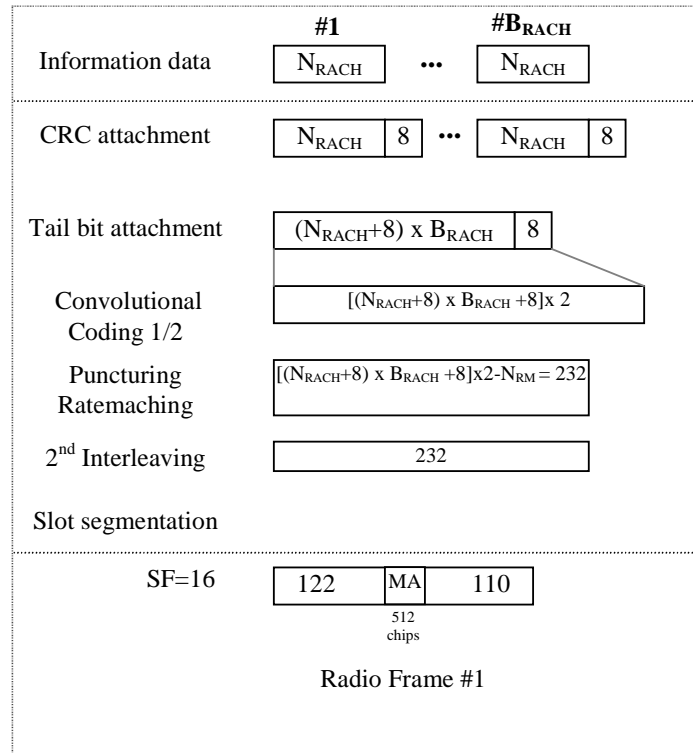 #1 #B_RACH
Information data N_RACH ... N_RACH
CRC attachment N_RACH 8 ... N_RACH 8
Tail bit attachment (N_RACH+8) x B_RACH 8
Convolutional
Coding 1/2
[(N_RACH+8) x B_RACH +8]x 2
Puncturing
Ratemaching
[(N_RACH+8) x B_RACH +8]x2-N_RM = 232
2nd Interleaving 232
Slot segmentation
SF=16 122 MA 110
512
chips
Radio Frame #1